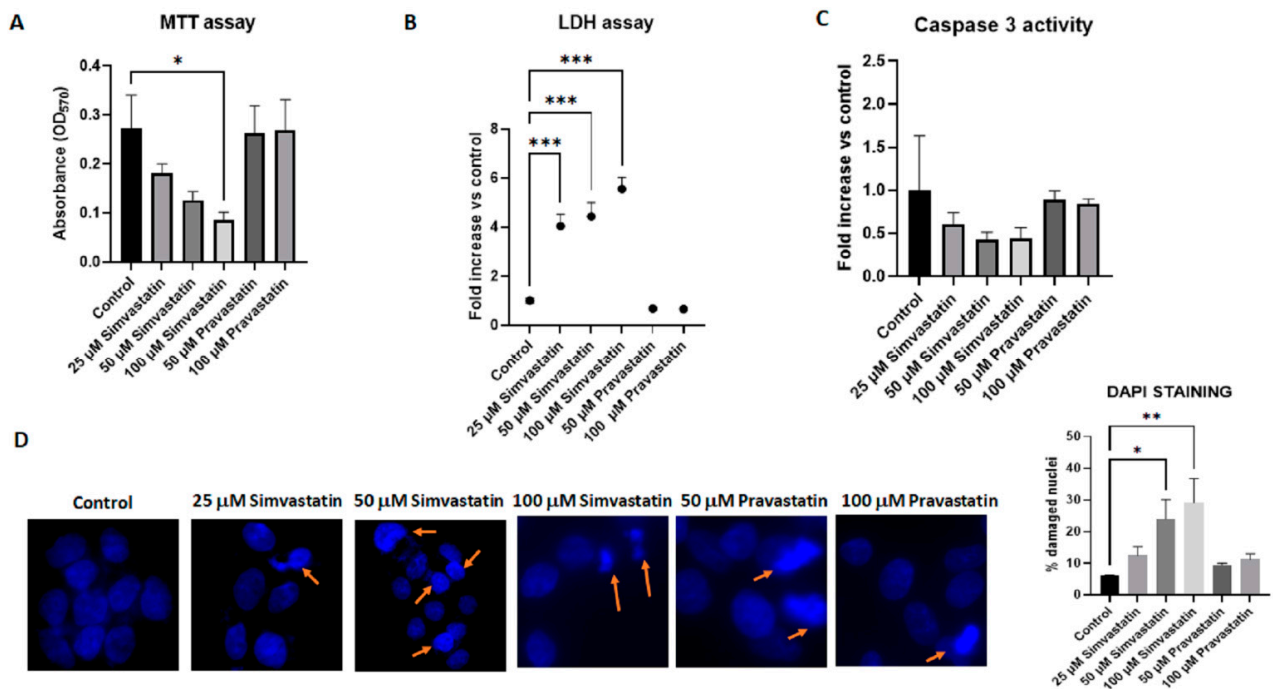 A
MTT assay
Absorbance (OD570)
0.4
0.3
0.2
0.1
0.0
*
Control
25 µM Simvastatin
50 µM Simvastatin
100 µM Simvastatin
50 µM Pravastatin
100 µM Pravastatin
B
LDH assay
Fold increase vs control
8
6
4
2
0
***
***
***
Control
25 µM Simvastatin
50 µM Simvastatin
100 µM Simvastatin
50 µM Pravastatin
100 µM Pravastatin
C
Caspase 3 activity
Fold increase vs control
2.5
2.0
1.5
1.0
0.5
0.0
Control
25 µM Simvastatin
50 µM Simvastatin
100 µM Simvastatin
50 µM Pravastatin
100 µM Pravastatin
D
Control
25 µM Simvastatin
50 µM Simvastatin
100 µM Simvastatin
50 µM Pravastatin
100 µM Pravastatin
DAPI STAINING
% damaged nuclei
50
40
30
20
10
0
**
*
Control
25 µM Simvastatin
50 µM Simvastatin
100 µM Simvastatin
50 µM Pravastatin
100 µM Pravastatin